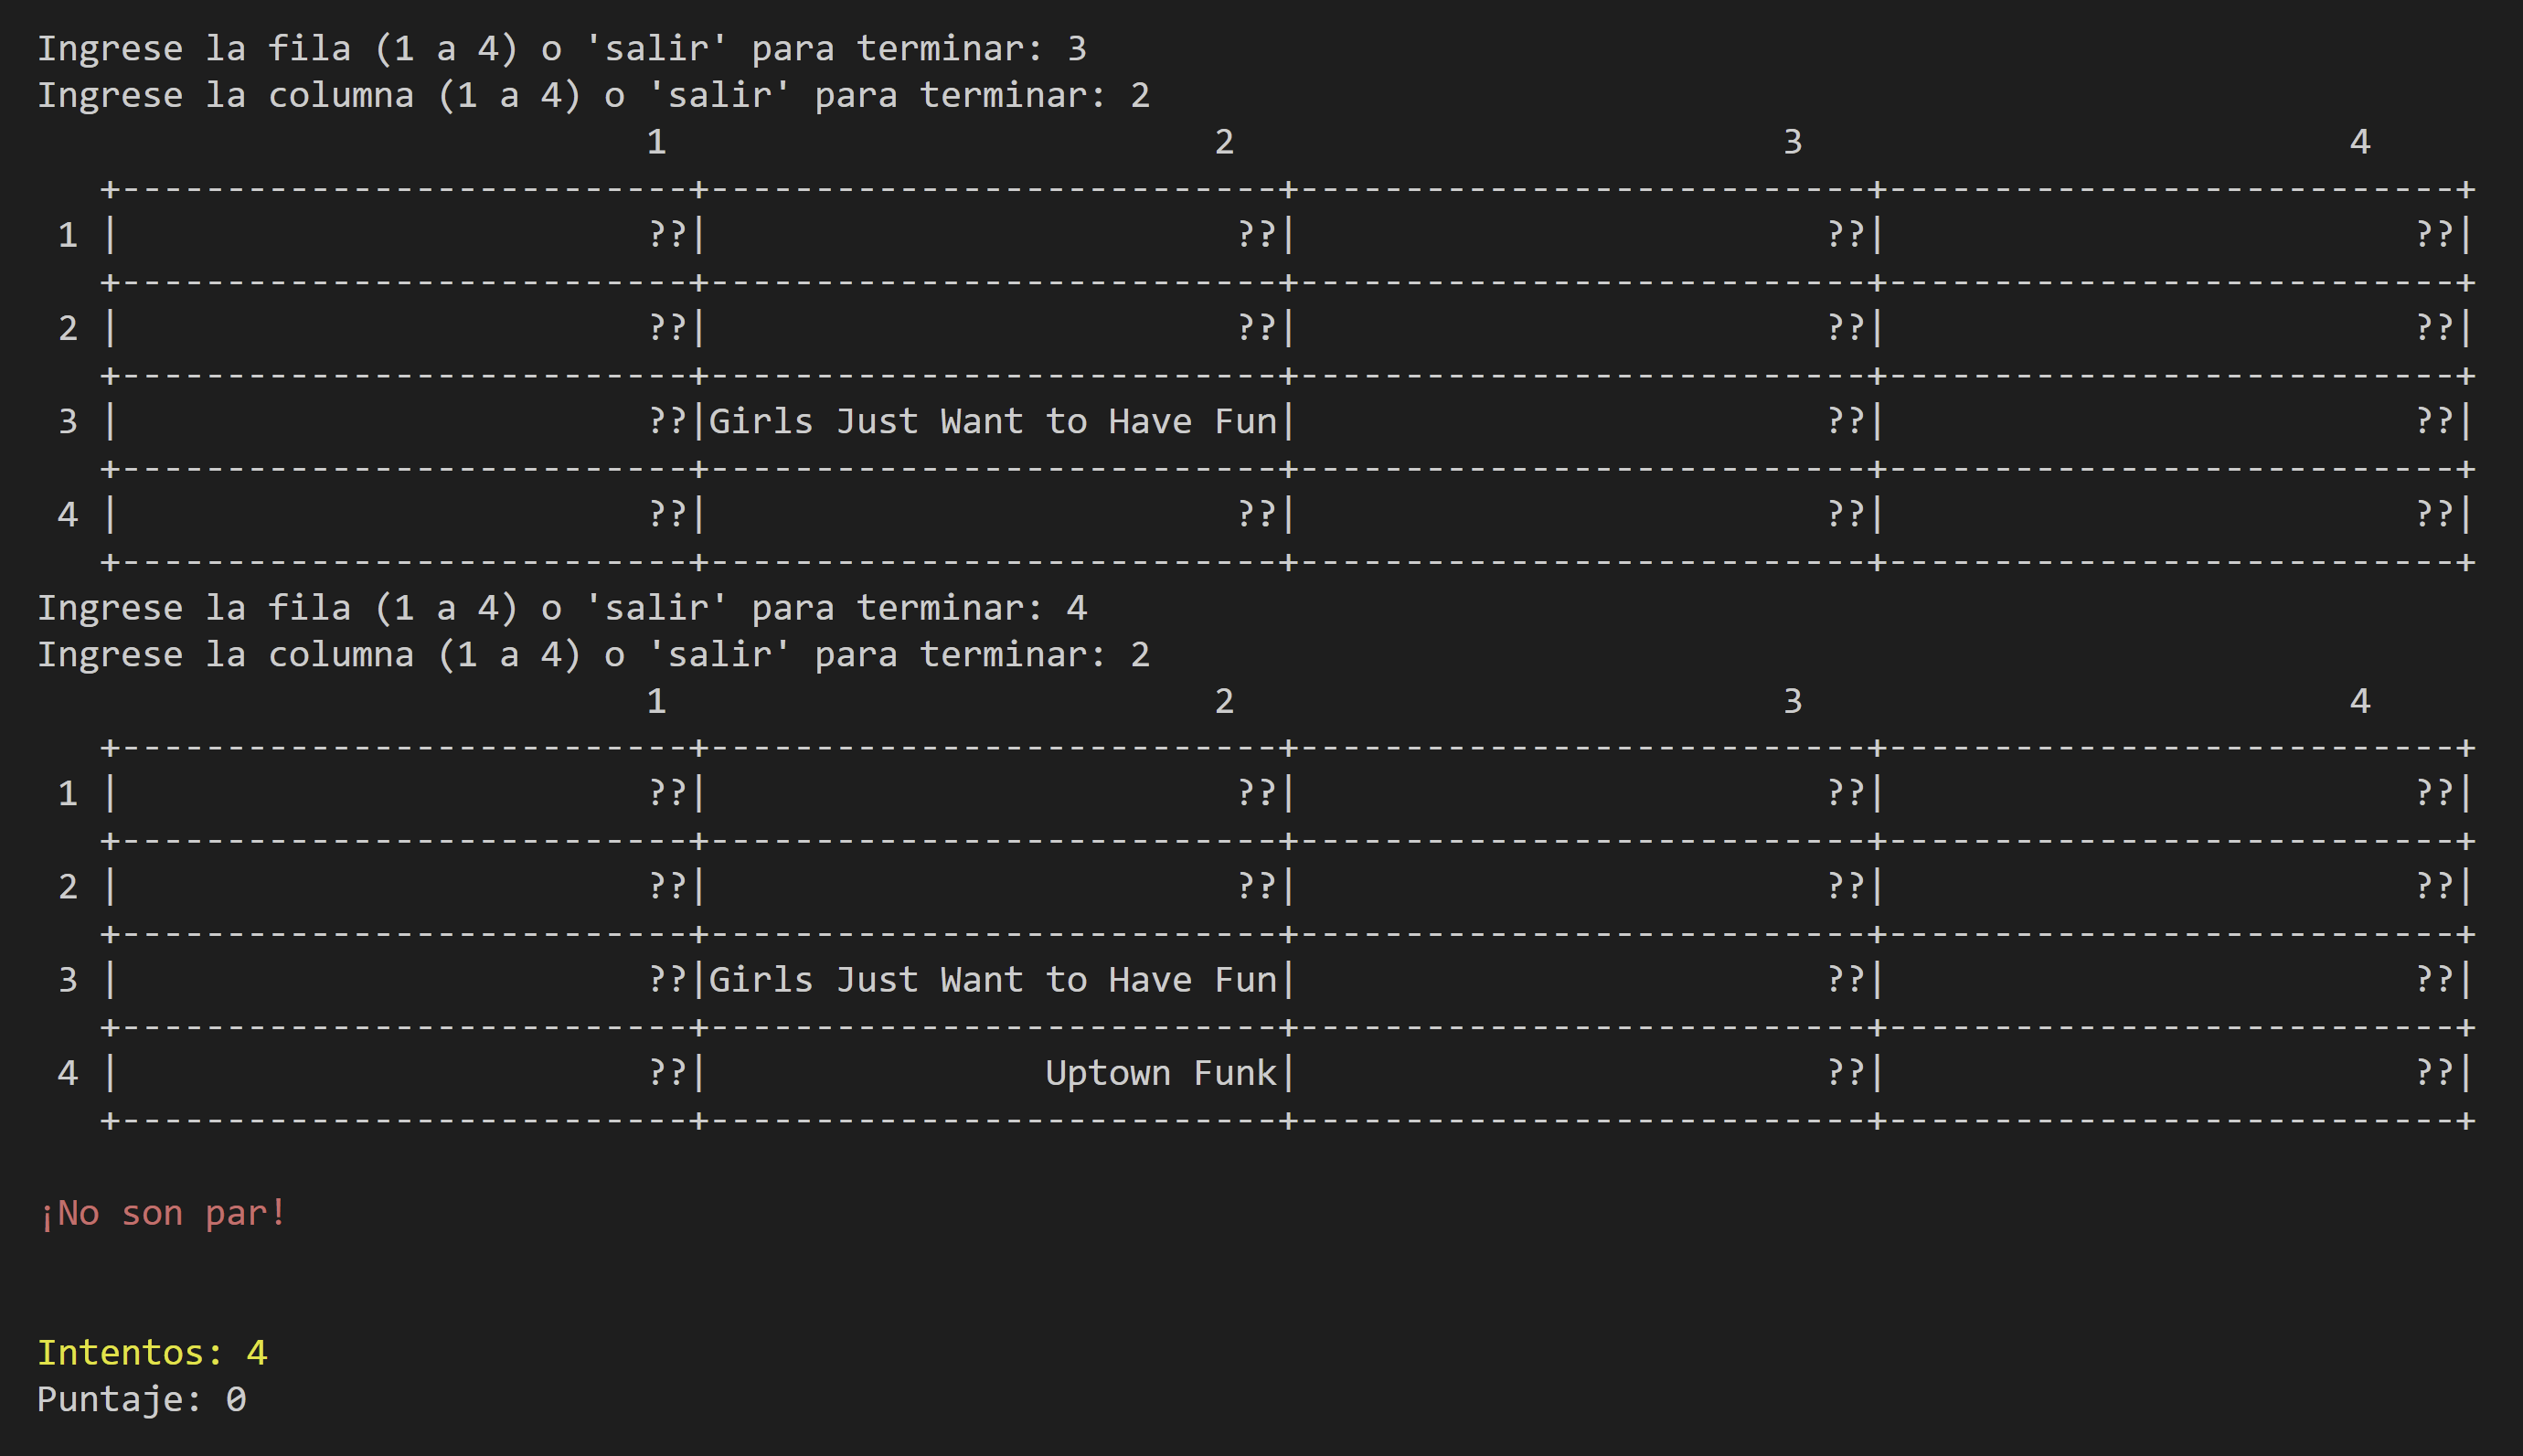 Ingrese la fila (1 a 4) o 'salir' para terminar: 3
Ingrese la columna (1 a 4) o 'salir' para terminar: 2
                             1                          2                          3                          4
   +---------------------------+---------------------------+---------------------------+---------------------------+
 1 |                         ??|                         ??|                         ??|                         ??|
   +---------------------------+---------------------------+---------------------------+---------------------------+
 2 |                         ??|                         ??|                         ??|                         ??|
   +---------------------------+---------------------------+---------------------------+---------------------------+
 3 |                         ??|Girls Just Want to Have Fun|                         ??|                         ??|
   +---------------------------+---------------------------+---------------------------+---------------------------+
 4 |                         ??|                         ??|                         ??|                         ??|
   +---------------------------+---------------------------+---------------------------+---------------------------+
Ingrese la fila (1 a 4) o 'salir' para terminar: 4
Ingrese la columna (1 a 4) o 'salir' para terminar: 2
                             1                          2                          3                          4
   +---------------------------+---------------------------+---------------------------+---------------------------+
 1 |                         ??|                         ??|                         ??|                         ??|
   +---------------------------+---------------------------+---------------------------+---------------------------+
 2 |                         ??|                         ??|                         ??|                         ??|
   +---------------------------+---------------------------+---------------------------+---------------------------+
 3 |                         ??|Girls Just Want to Have Fun|                         ??|                         ??|
   +---------------------------+---------------------------+---------------------------+---------------------------+
 4 |                         ??|                Uptown Funk|                         ??|                         ??|
   +---------------------------+---------------------------+---------------------------+---------------------------+
¡No son par!
Intentos: 4
Puntaje: 0